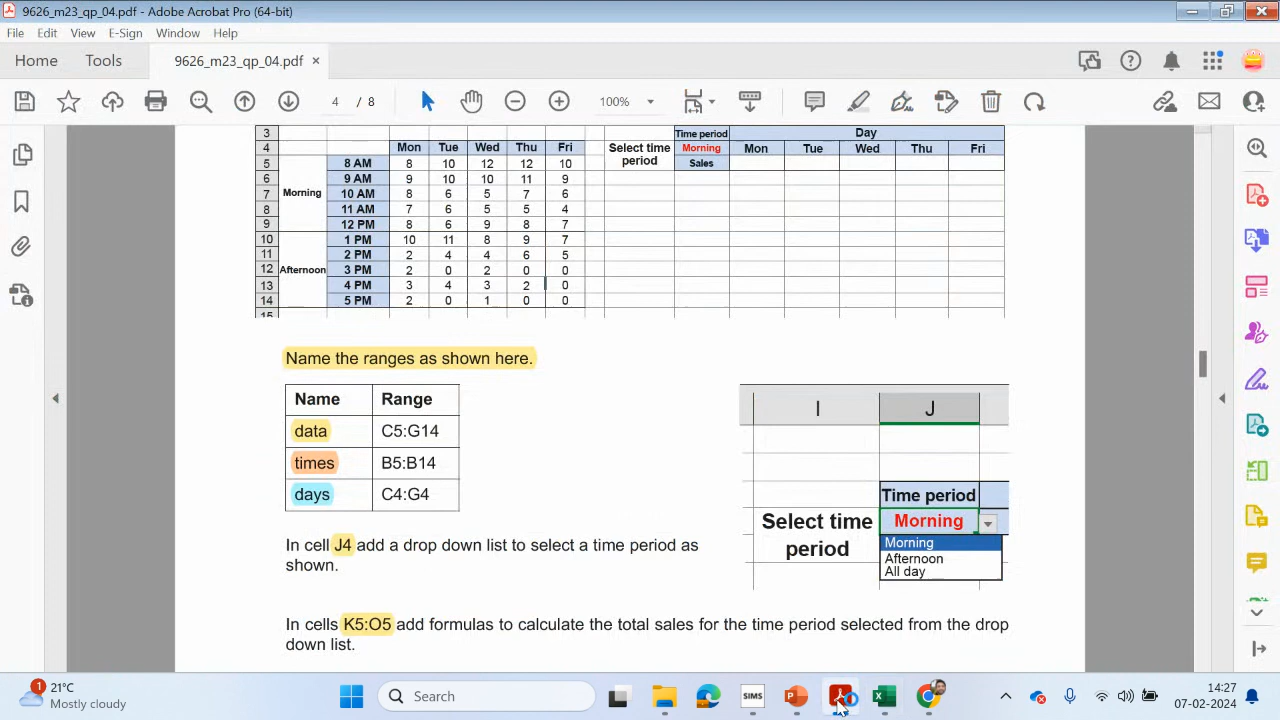 9626_m23_qp_04.pdf - Adobe Acrobat Pro (64-bit)
File Edit View E-Sign Window Help
Home Tools 9626_m23_qp_04.pdf ×
4 / 8 100%
3 Time period Day
4 Mon Tue Wed Thu Fri Select time period Morning Mon Tue Wed Thu Fri
5 8 AM 8 10 12 12 10 Sales
6 9 AM 9 10 10 11 9
7 Morning 10 AM 8 6 5 7 6
8 11 AM 7 6 5 5 4
9 12 PM 8 6 9 8 7
10 1 PM 10 11 8 9 7
11 2 PM 2 4 4 6 5
12 Afternoon 3 PM 2 0 2 0 0
13 4 PM 3 4 3 2 0
14 5 PM 2 0 1 0 0
15
Name the ranges as shown here.
Name Range
data C5:G14
times B5:B14
days C4:G4
I J
Time period
Select time period Morning
Morning
Afternoon
All day
In cell J4 add a drop down list to select a time period as
shown.
In cells K5:O5 add formulas to calculate the total sales for the time period selected from the drop
down list.
1 21°C
Mostly cloudy
Search
SIMS
14:27
07-02-2024